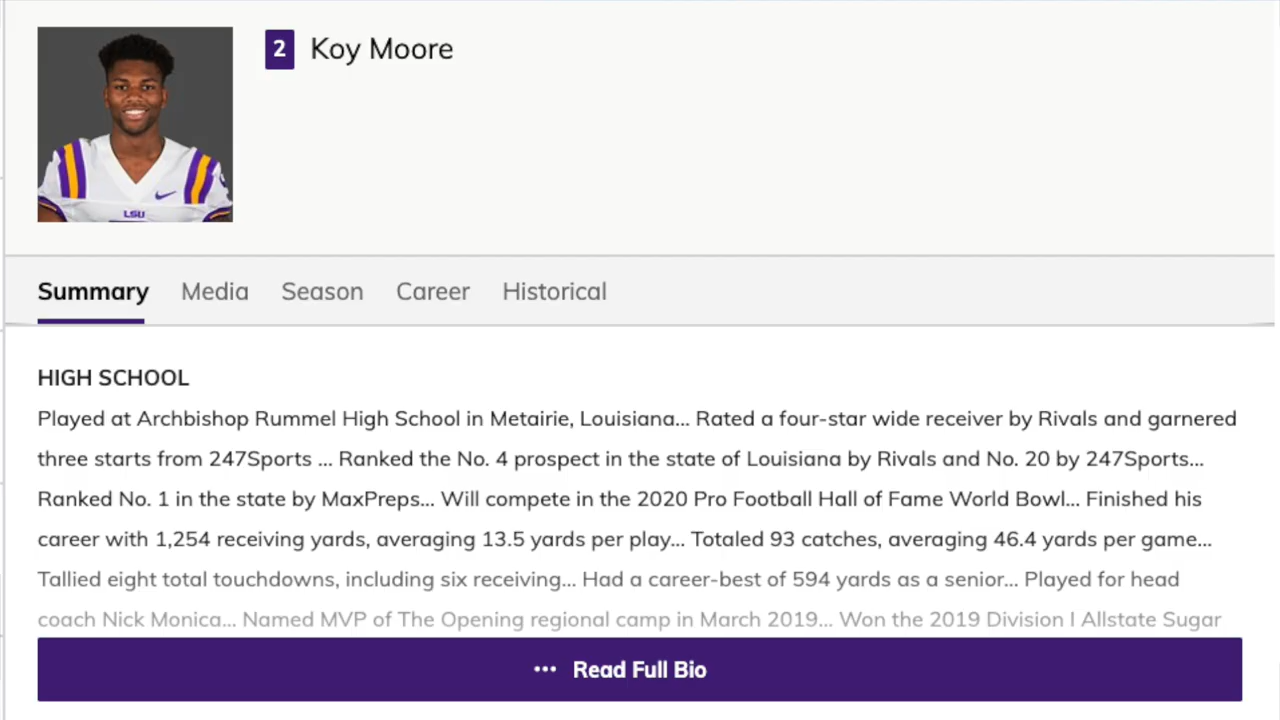 2 Koy Moore
LSU
Summary Media Season Career Historical
HIGH SCHOOL
Played at Archbishop Rummel High School in Metairie, Louisiana... Rated a four-star wide receiver by Rivals and garnered
three starts from 247Sports ... Ranked the No. 4 prospect in the state of Louisiana by Rivals and No. 20 by 247Sports...
Ranked No. 1 in the state by MaxPreps... Will compete in the 2020 Pro Football Hall of Fame World Bowl... Finished his
career with 1,254 receiving yards, averaging 13.5 yards per play... Totaled 93 catches, averaging 46.4 yards per game...
Tallied eight total touchdowns, including six receiving... Had a career-best of 594 yards as a senior... Played for head
coach Nick Monica... Named MVP of The Opening regional camp in March 2019... Won the 2019 Division I Allstate Sugar
••• Read Full Bio